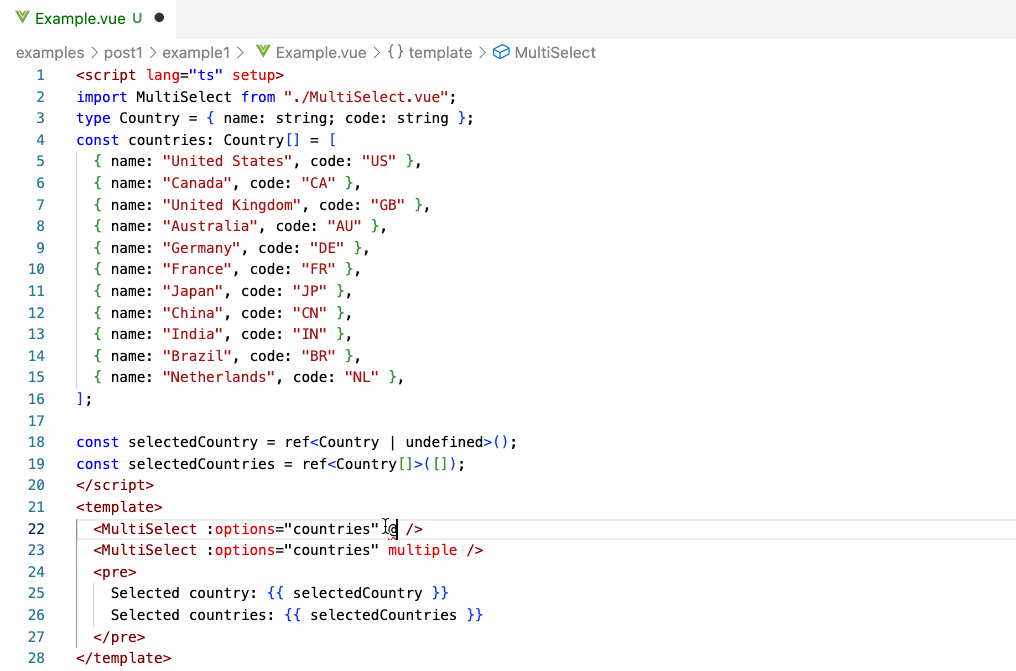 Example.vue U ●
examples > post1 > example1 > Example.vue > {} template > MultiSelect
1 <script lang="ts" setup>
2 import MultiSelect from "./MultiSelect.vue";
3 type Country = { name: string; code: string };
4 const countries: Country[] = [
5 { name: "United States", code: "US" },
6 { name: "Canada", code: "CA" },
7 { name: "United Kingdom", code: "GB" },
8 { name: "Australia", code: "AU" },
9 { name: "Germany", code: "DE" },
10 { name: "France", code: "FR" },
11 { name: "Japan", code: "JP" },
12 { name: "China", code: "CN" },
13 { name: "India", code: "IN" },
14 { name: "Brazil", code: "BR" },
15 { name: "Netherlands", code: "NL" },
16 ];
17
18 const selectedCountry = ref<Country | undefined>();
19 const selectedCountries = ref<Country[]>([]);
20 </script>
21 <template>
22 <MultiSelect :options="countries" @ />
23 <MultiSelect :options="countries" multiple />
24 <pre>
25 Selected country: {{ selectedCountry }}
26 Selected countries: {{ selectedCountries }}
27 </pre>
28 </template>